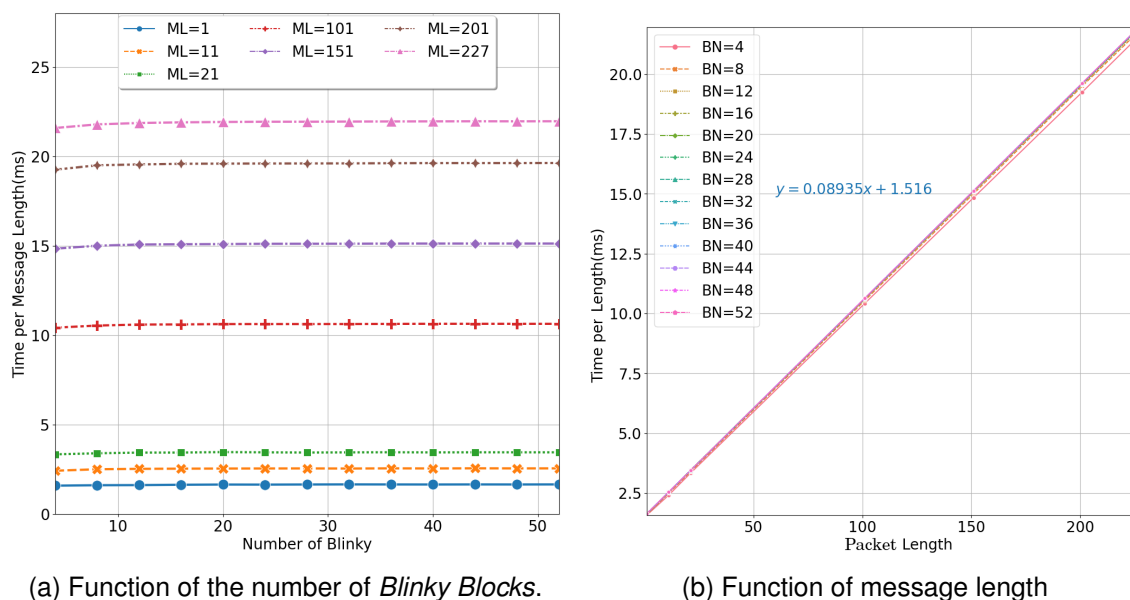 ML=1
ML=11
ML=21
ML=101
ML=151
ML=201
ML=227
Time per Message Length(ms)
25
20
15
10
5
0
10
20
30
40
50
Number of Blinky
(a) Function of the number of Blinky Blocks.
BN=4
BN=8
BN=12
BN=16
BN=20
BN=24
BN=28
BN=32
BN=36
BN=40
BN=44
BN=48
BN=52
y = 0.08935x + 1.516
Time per Length(ms)
20.0
17.5
15.0
12.5
10.0
7.5
5.0
2.5
50
100
150
200
Packet Length
(b) Function of message length